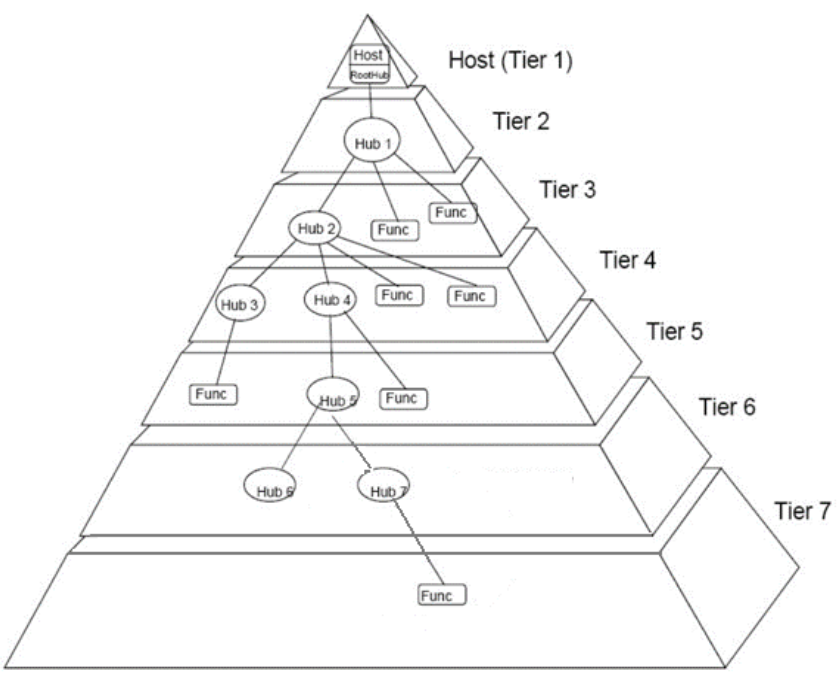 Host
RootHub
Host (Tier 1)
Hub 1
Tier 2
Hub 2
Func
Func
Tier 3
Hub 3
Hub 4
Func
Func
Tier 4
Func
Hub 5
Func
Tier 5
Hub 6
Hub 7
Tier 6
Func
Tier 7